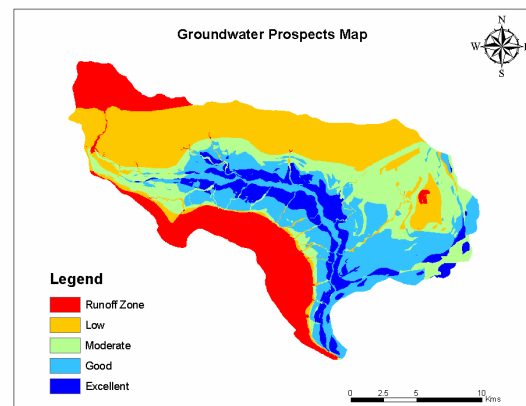 Groundwater Prospects Map
N
W E
S
Legend
Runoff Zone
Low
Moderate
Good
Excellent
0 2.5 5 10
Kms